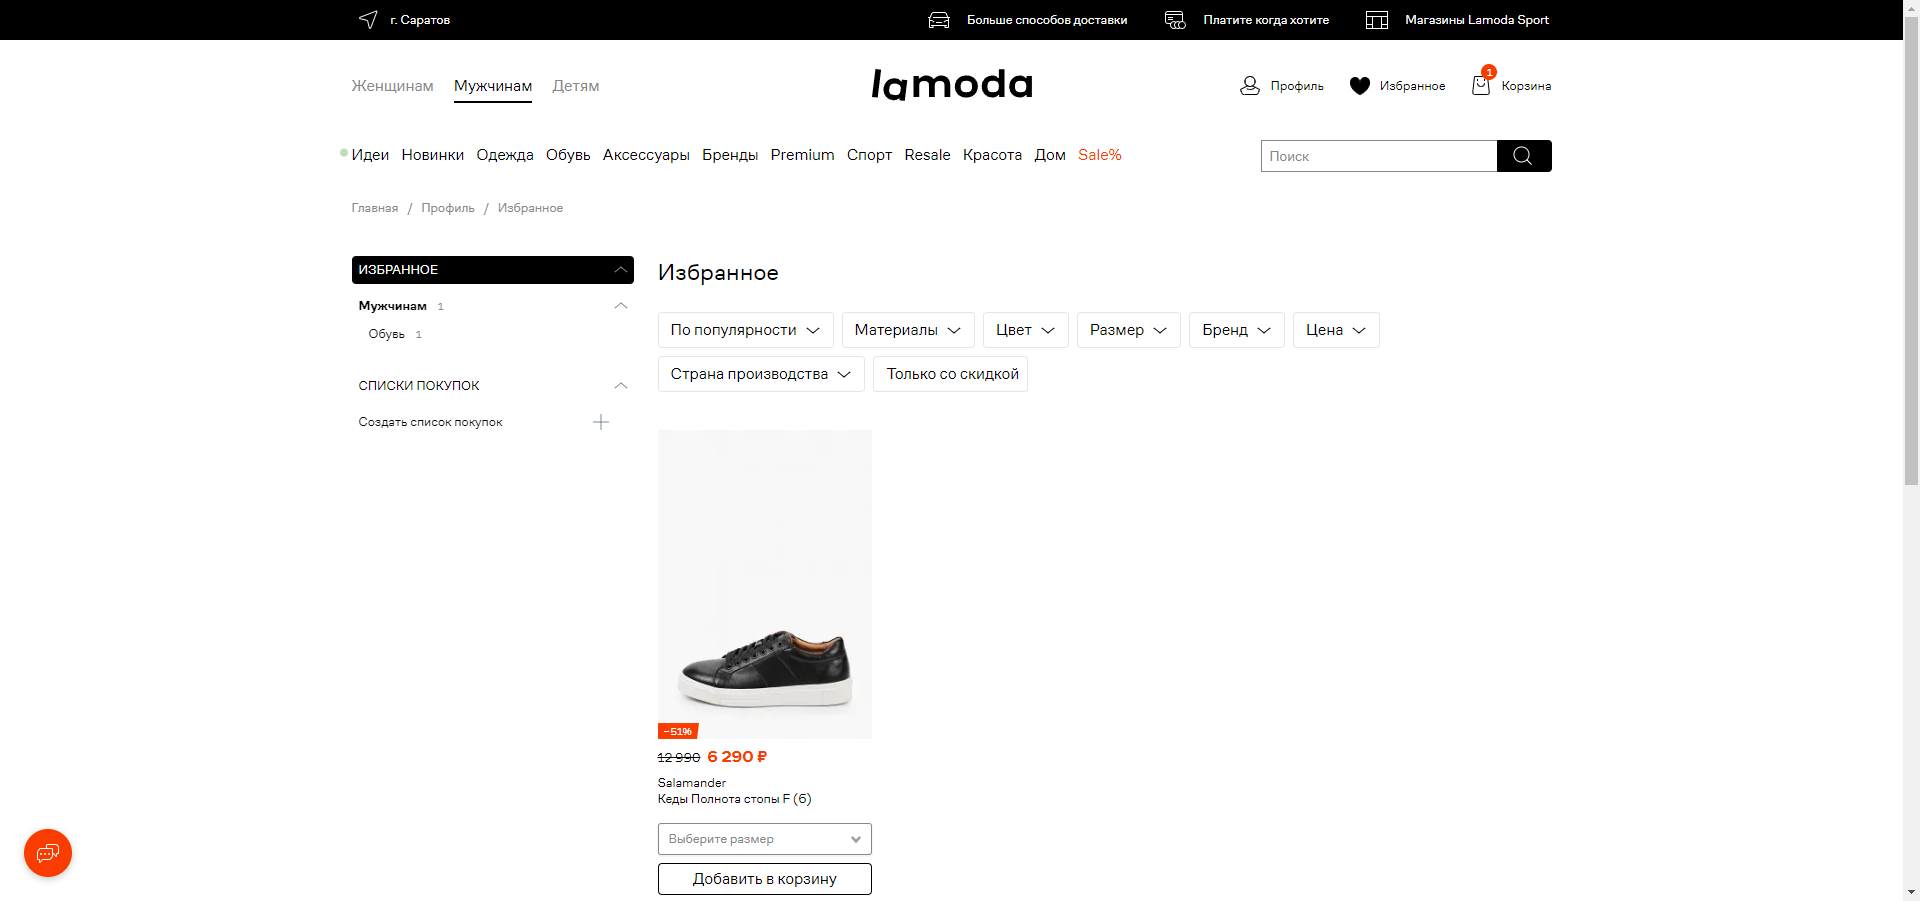 г. Саратов
Больше способов доставки
Платите когда хотите
Магазины Lamoda Sport
Женщинам Мужчинам Детям
lamoda
Профиль
Избранное
1
Корзина
Идеи Новинки Одежда Обувь Аксессуары Бренды Premium Спорт Resale Красота Дом Sale%
Поиск
Главная / Профиль / Избранное
ИЗБРАННОЕ
Мужчинам 1
Обувь 1
СПИСКИ ПОКУПОК
Создать список покупок
Избранное
По популярности
Материалы
Цвет
Размер
Бренд
Цена
Страна производства
Только со скидкой
−51%
12 990 6 290 ₽
Salamander
Кеды Полнота стопы F (6)
Выберите размер
Добавить в корзину